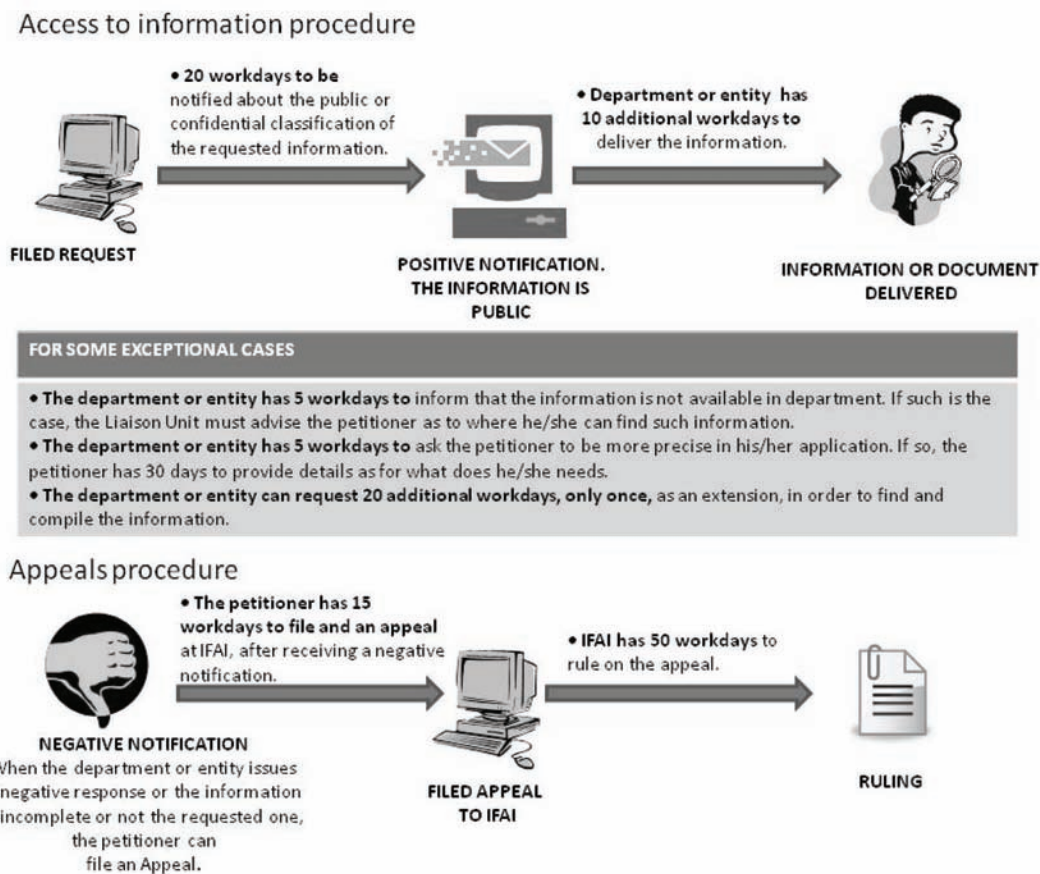 Access to information procedure
• 20 workdays to be
notified about the public or
confidential classification of
the requested information.
• Department or entity has
10 additional workdays to
deliver the information.
FILED REQUEST
POSITIVE NOTIFICATION.
THE INFORMATION IS
PUBLIC
INFORMATION OR DOCUMENT
DELIVERED
FOR SOME EXCEPTIONAL CASES
• The department or entity has 5 workdays to inform that the information is not available in department. If such is the
case, the Liaison Unit must advise the petitioner as to where he/she can find such information.
• The department or entity has 5 workdays to ask the petitioner to be more precise in his/her application. If so, the
petitioner has 30 days to provide details as for what does he/she needs.
• The department or entity can request 20 additional workdays, only once, as an extension, in order to find and
compile the information.
Appeals procedure
• The petitioner has 15
workdays to file and an appeal
at IFAI, after receiving a negative
notification.
• IFAI has 50 workdays to
rule on the appeal.
NEGATIVE NOTIFICATION
When the department or entity issues
negative response or the information
incomplete or not the requested one,
the petitioner can
file an Appeal.
FILED APPEAL
TO IFAI
RULING